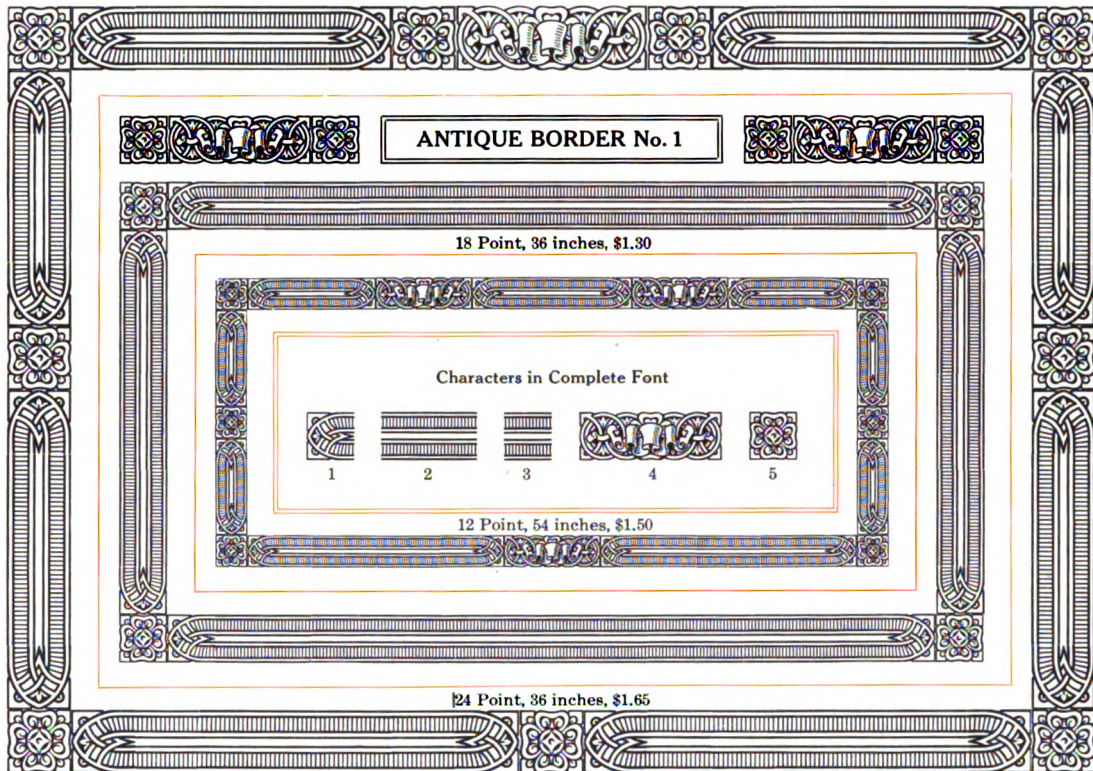 ANTIQUE BORDER No. 1
18 Point, 36 inches, $1.30
Characters in Complete Font
1 2 3 4 5
12 Point, 54 inches, $1.50
24 Point, 36 inches, $1.65